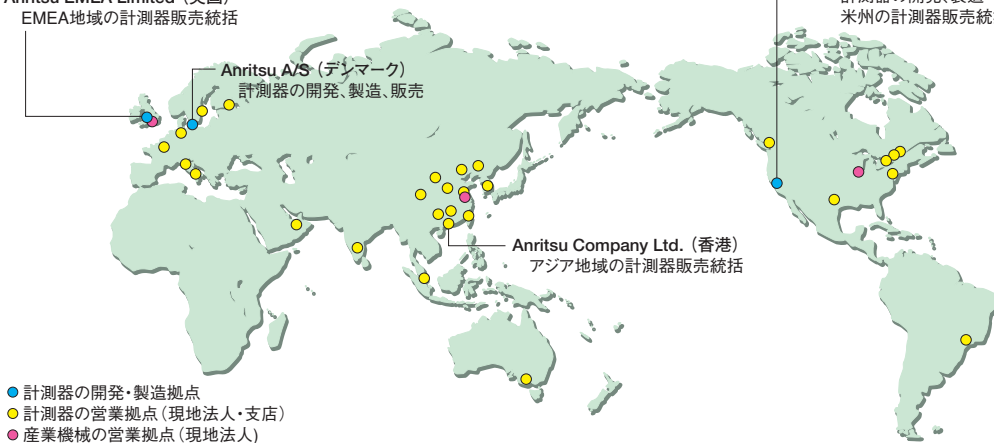 Anritsu EMEA Limited（英国）
EMEA地域の計測器販売統括
Anritsu A/S（デンマーク）
計測器の開発、製造、販売
計測器の開発、製造
米州の計測器販売統
Anritsu Company Ltd.（香港）
アジア地域の計測器販売統括
計測器の開発・製造拠点
計測器の営業拠点（現地法人・支店）
産業機械の営業拠点（現地法人）